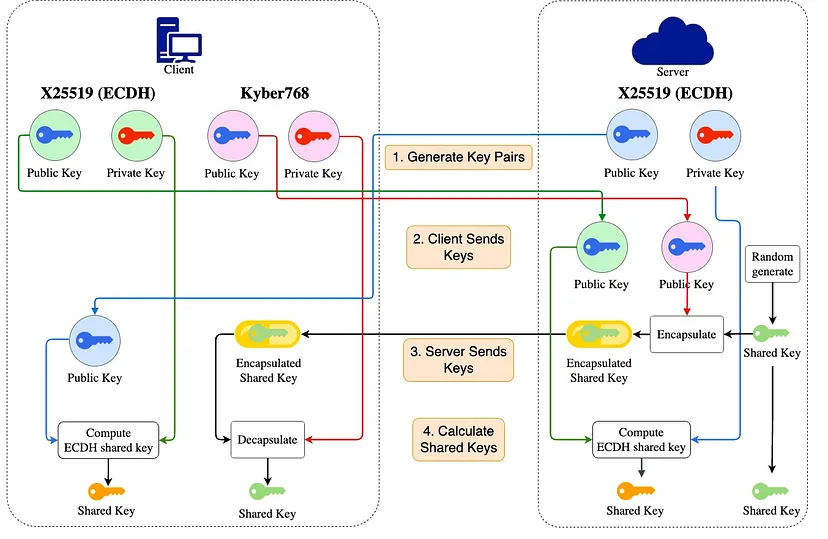 Client
Server
X25519 (ECDH)
Kyber768
X25519 (ECDH)
Public Key
Private Key
Public Key
Private Key
1. Generate Key Pairs
Public Key
Private Key
2. Client Sends
Keys
Public Key
Public Key
Random
generate
Public Key
Encapsulated
Shared Key
3. Server Sends
Keys
Encapsulated
Shared Key
Encapsulate
Shared Key
Compute
ECDH shared key
Decapsulate
4. Calculate
Shared Keys
Compute
ECDH shared key
Shared Key
Shared Key
Shared Key
Shared Key